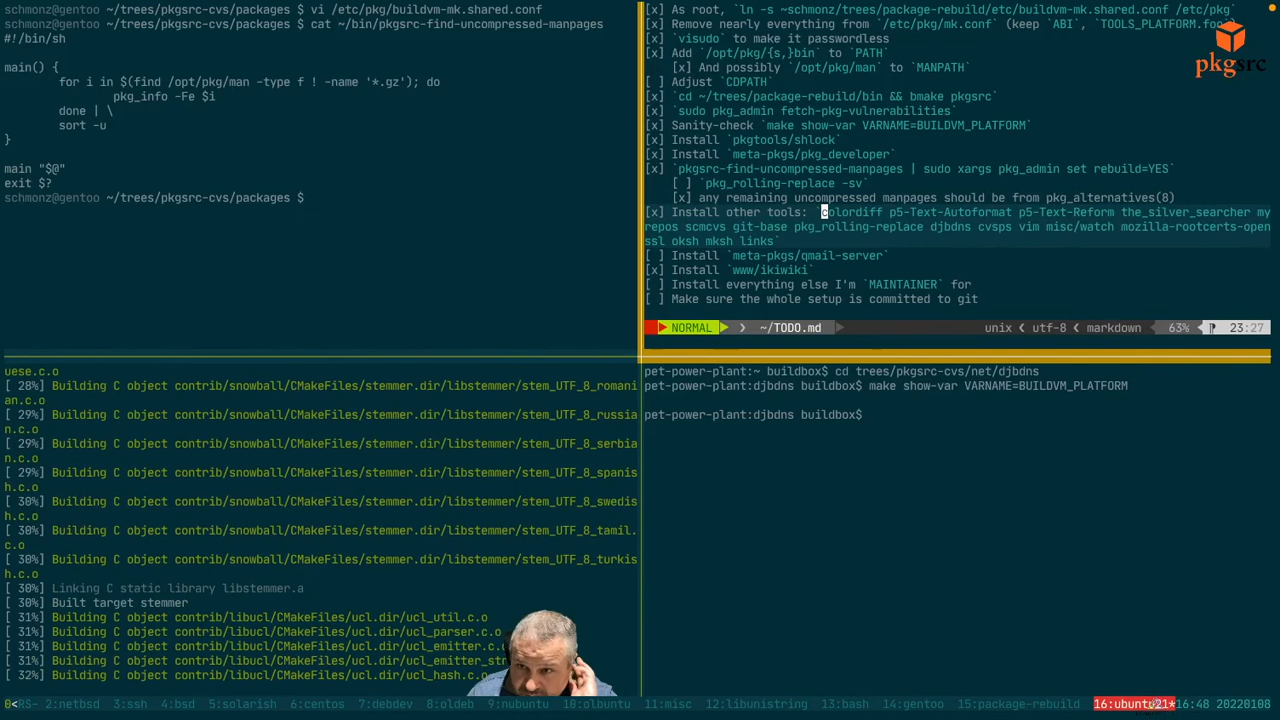 schmonz@gentoo ~/trees/pkgsrc-cvs/packages $ vi /etc/pkg/buildvm-mk.shared.conf
schmonz@gentoo ~/trees/pkgsrc-cvs/packages $ cat ~/bin/pkgsrc-find-uncompressed-manpages
#!/bin/sh
main() {
for i in $(find /opt/pkg/man -type f ! -name '*.gz'); do
pkg_info -Fe $i
done | \
sort -u
}
main "$@"
exit $?
schmonz@gentoo ~/trees/pkgsrc-cvs/packages $
[x] As root, `ln -s ~schmonz/trees/package-rebuild/etc/buildvm-mk.shared.conf /etc/pkg`
[x] Remove nearly everything from `/etc/pkg/mk.conf` (keep `ABI`, `TOOLS_PLATFORM.foo`)
[x] `visudo` to make it passwordless
[x] Add `/opt/pkg/{s,}bin` to `PATH`
[x] And possibly `/opt/pkg/man` to `MANPATH`
[ ] Adjust `CDPATH`
[x] `cd ~/trees/package-rebuild/bin && bmake pkgsrc`
[x] `sudo pkg_admin fetch-pkg-vulnerabilities`
[x] Sanity-check `make show-var VARNAME=BUILDVM_PLATFORM`
[x] Install `pkgtools/shlock`
[x] Install `meta-pkgs/pkg_developer`
[x] `pkgsrc-find-uncompressed-manpages | sudo xargs pkg_admin set rebuild=YES`
[ ] `pkg_rolling-replace -sv`
[x] any remaining uncompressed manpages should be from pkg_alternatives(8)
[x] Install other tools: `colordiff p5-Text-Autoformat p5-Text-Reform the_silver_searcher my
repos scmcvs git-base pkg_rolling-replace djbdns cvsps vim misc/watch mozilla-rootcerts-open
ssl oksh mksh links`
[ ] Install `meta-pkgs/qmail-server`
[x] Install `www/ikiwiki`
[ ] Install everything else I'm `MAINTAINER` for
[ ] Make sure the whole setup is committed to git
NORMAL ~/TODO.md unix utf-8 markdown 63% 23:27
pkgsrc
uese.c.o
[ 28%] Building C object contrib/snowball/CMakeFiles/stemmer.dir/libstemmer/stem_UTF_8_romani
an.c.o
[ 29%] Building C object contrib/snowball/CMakeFiles/stemmer.dir/libstemmer/stem_UTF_8_russia
n.c.o
[ 29%] Building C object contrib/snowball/CMakeFiles/stemmer.dir/libstemmer/stem_UTF_8_serbia
n.c.o
[ 29%] Building C object contrib/snowball/CMakeFiles/stemmer.dir/libstemmer/stem_UTF_8_spanis
h.c.o
[ 30%] Building C object contrib/snowball/CMakeFiles/stemmer.dir/libstemmer/stem_UTF_8_swedis
h.c.o
[ 30%] Building C object contrib/snowball/CMakeFiles/stemmer.dir/libstemmer/stem_UTF_8_tamil.
c.o
[ 30%] Building C object contrib/snowball/CMakeFiles/stemmer.dir/libstemmer/stem_UTF_8_turkis
h.c.o
[ 30%] Linking C static library libstemmer.a
[ 30%] Built target stemmer
[ 31%] Building C object contrib/libucl/CMakeFiles/ucl.dir/ucl_util.c.o
[ 31%] Building C object contrib/libucl/CMakeFiles/ucl.dir/ucl_parser.c.o
[ 31%] Building C object contrib/libucl/CMakeFiles/ucl.dir/ucl_emitter.c.o
[ 31%] Building C object contrib/libucl/CMakeFiles/ucl.dir/ucl_emitter_str
[ 32%] Building C object contrib/libucl/CMakeFiles/ucl.dir/ucl_hash.c.o
pet-power-plant:~ buildbox$ cd trees/pkgsrc-cvs/net/djbdns
pet-power-plant:djbdns buildbox$ make show-var VARNAME=BUILDVM_PLATFORM
pet-power-plant:djbdns buildbox$
0<RS- 2:netbsd 3:ssh 4:bsd 5:solarish 6:centos 7:debdev 8:oldeb 9:nubuntu 10:olbuntu 11:misc 12:libunistring 13:bash 14:gentoo 15:package-rebuild 16:ubuntu21* 16:48 20220108